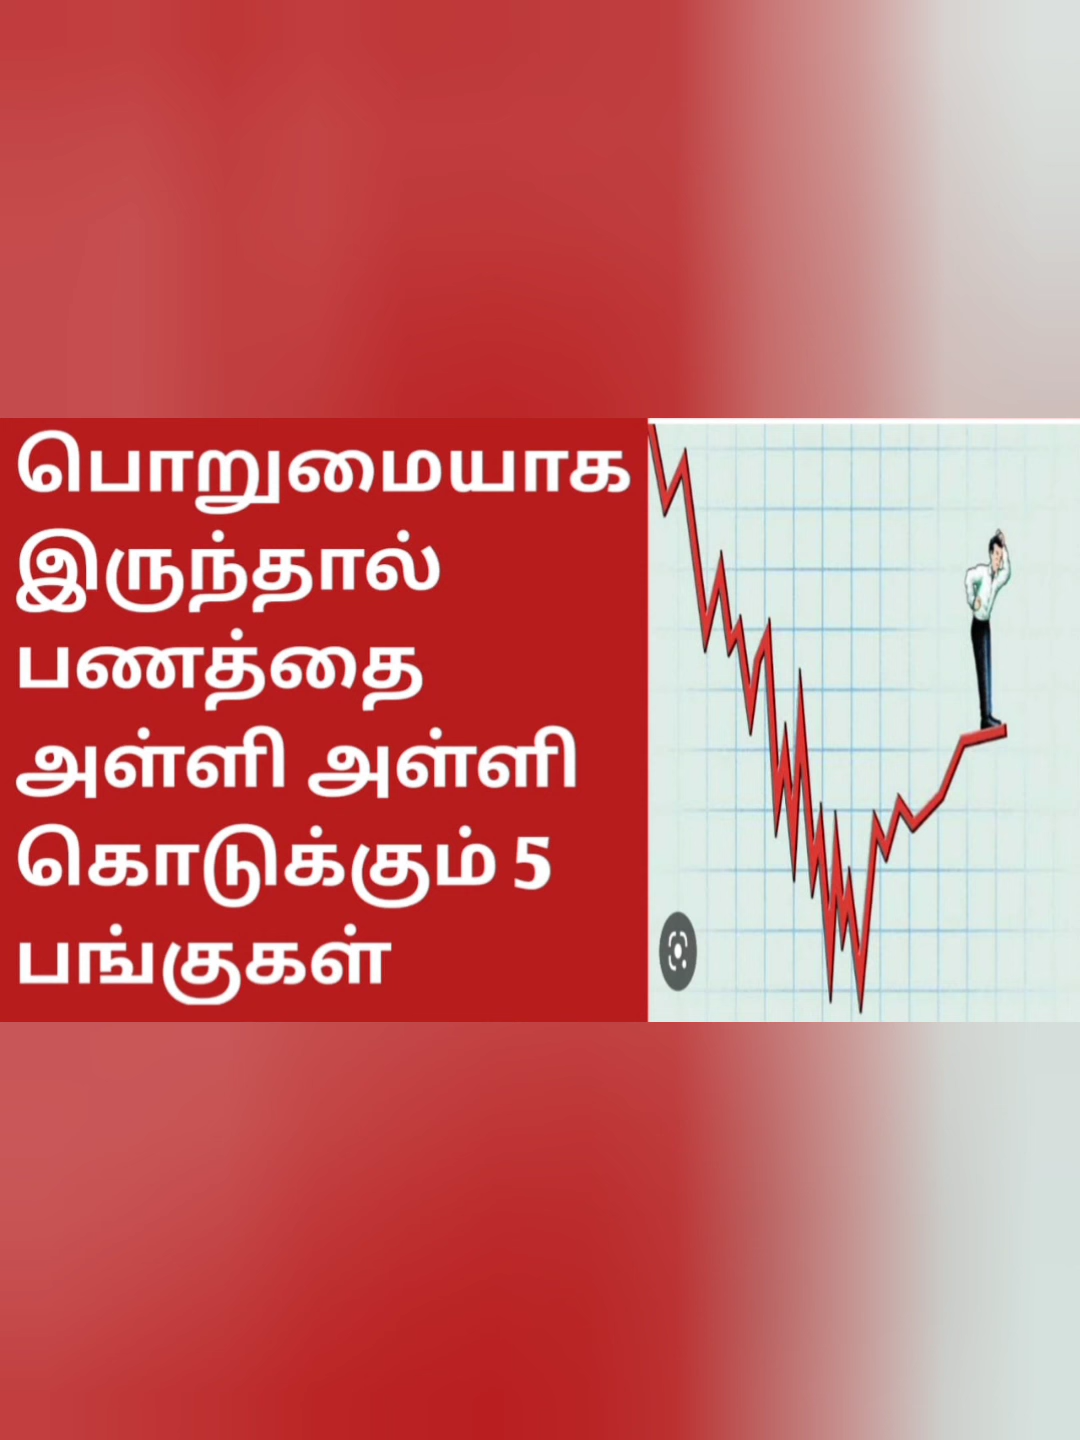 பொறுமையாக
இருந்தால்
பணத்தை
அள்ளி அள்ளி
கொடுக்கும் 5
பங்குகள்